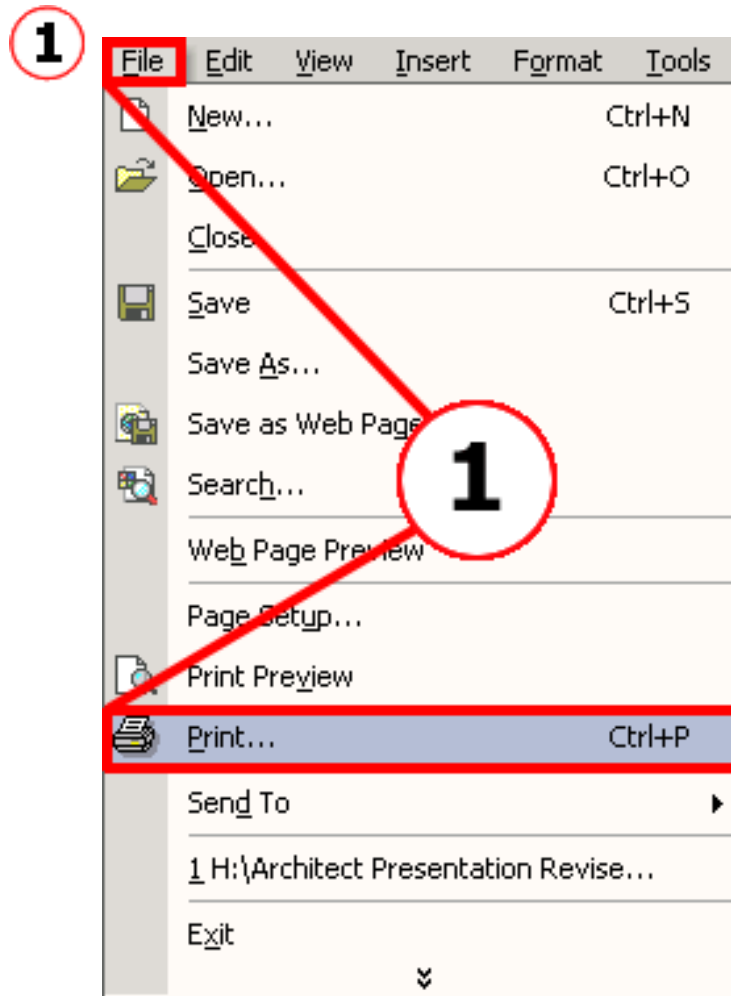 1
File Edit View Insert Format Tools
New... Ctrl+N
Open... Ctrl+O
Close
Save Ctrl+S
Save As...
Save as Web Page
Search...
1
Web Page Preview
Page Setup...
Print Preview
Print... Ctrl+P
Send To
1 H:\Architect Presentation Revise...
Exit